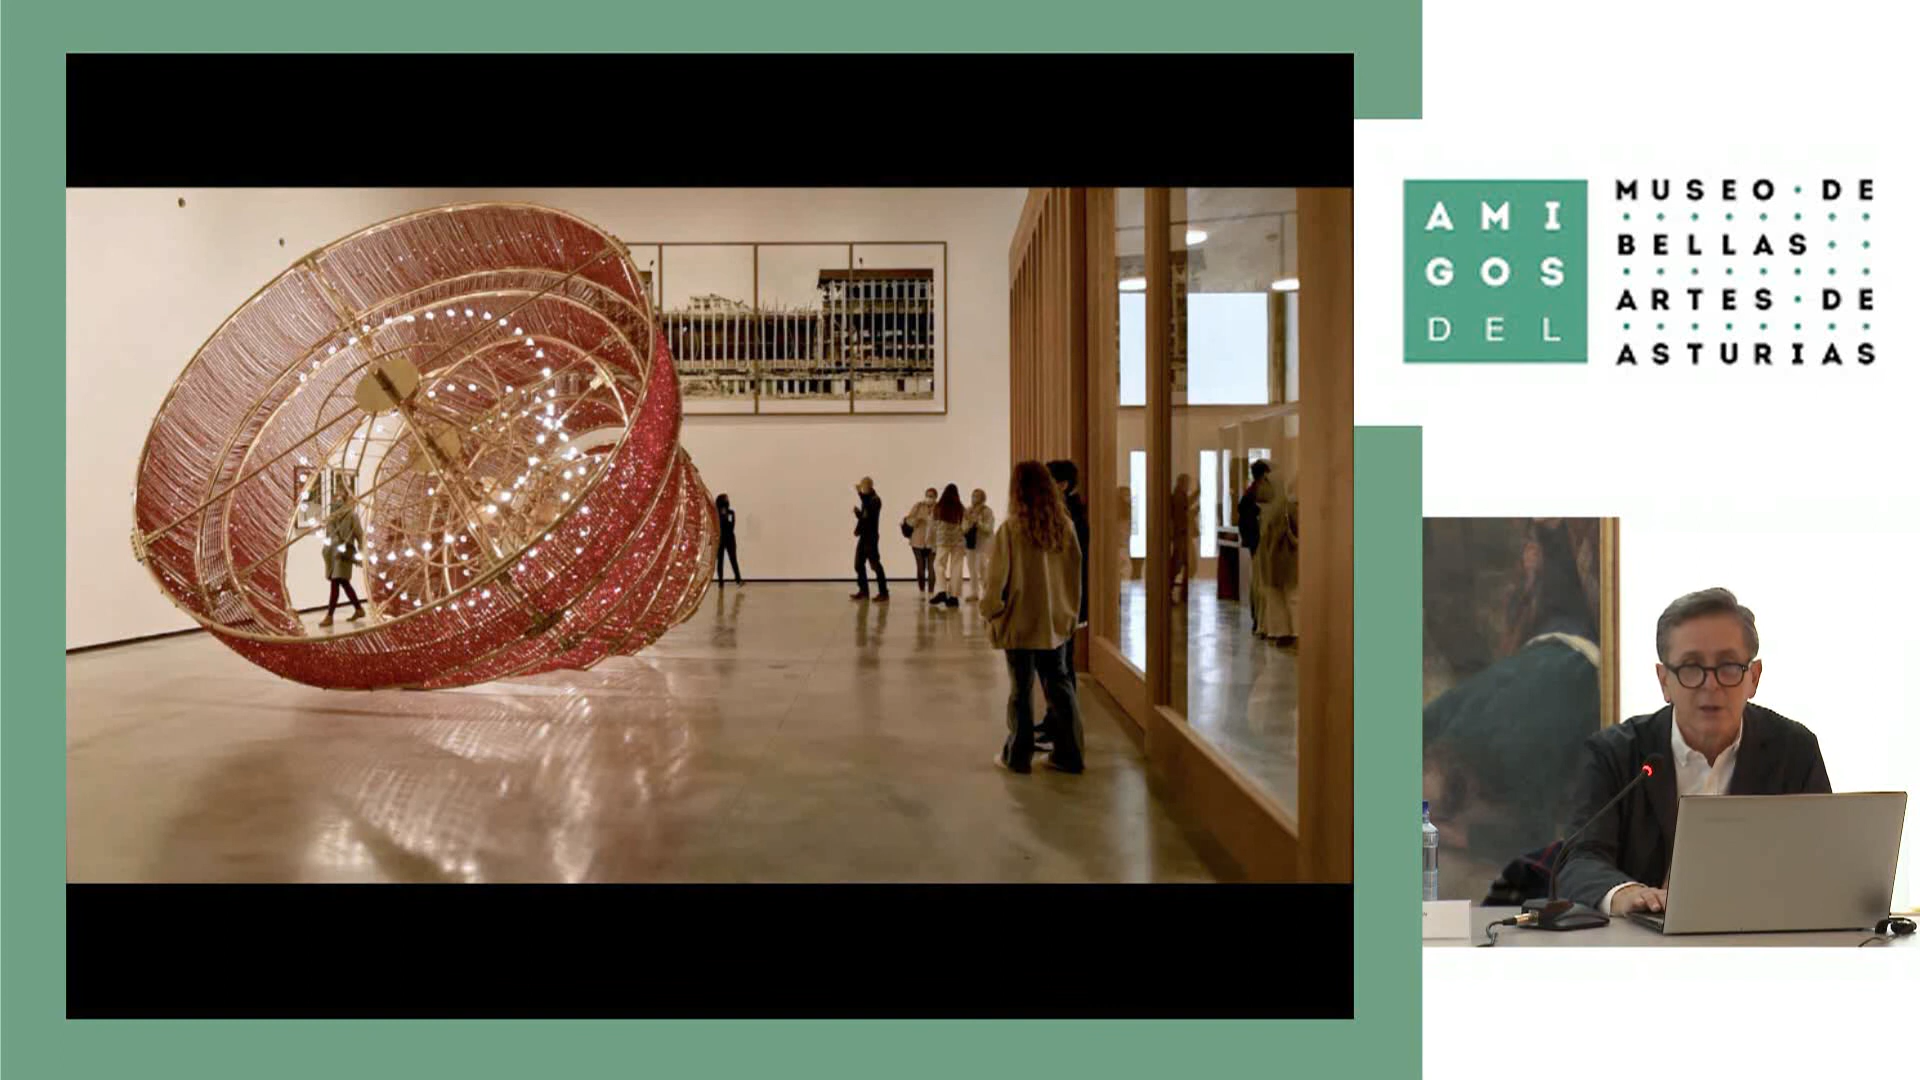 AMI
GOS
DEL
MUSEO·DE
BELLAS
ARTES·DE
ASTURIAS